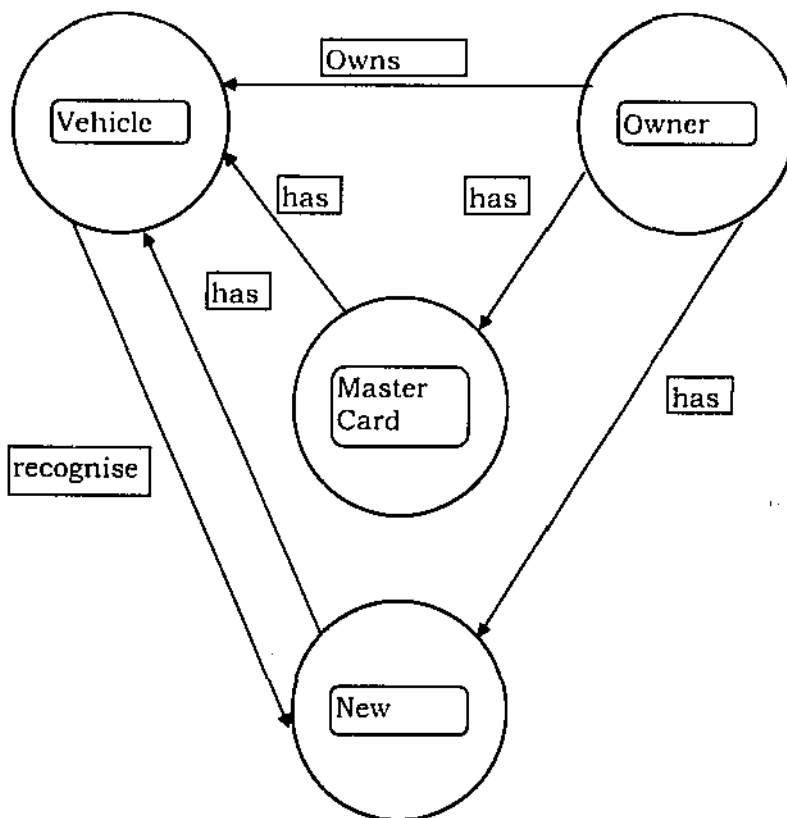 Owns
Vehicle
Owner
has
has
has
Master
Card
has
recognise
New